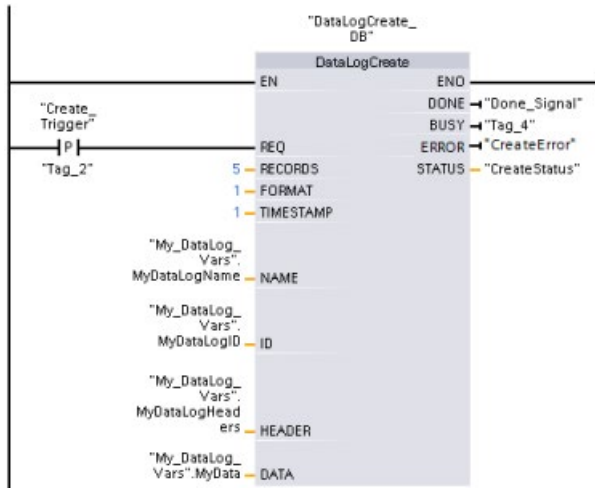 "DataLogCreate_
DB"
DataLogCreate
EN ENO
DONE "Done_Signal"
"Create_
Trigger"
BUSY "Tag_4"
P REQ ERROR "CreateError"
"Tag_2" 5 RECORDS STATUS "CreateStatus"
1 FORMAT
1 TIMESTAMP
"My_DataLog_
Vars".
MyDataLogName NAME
"My_DataLog_
Vars".
MyDataLogID ID
"My_DataLog_
Vars".
MyDataLogHead
ers HEADER
"My_DataLog_
Vars".MyData DATA